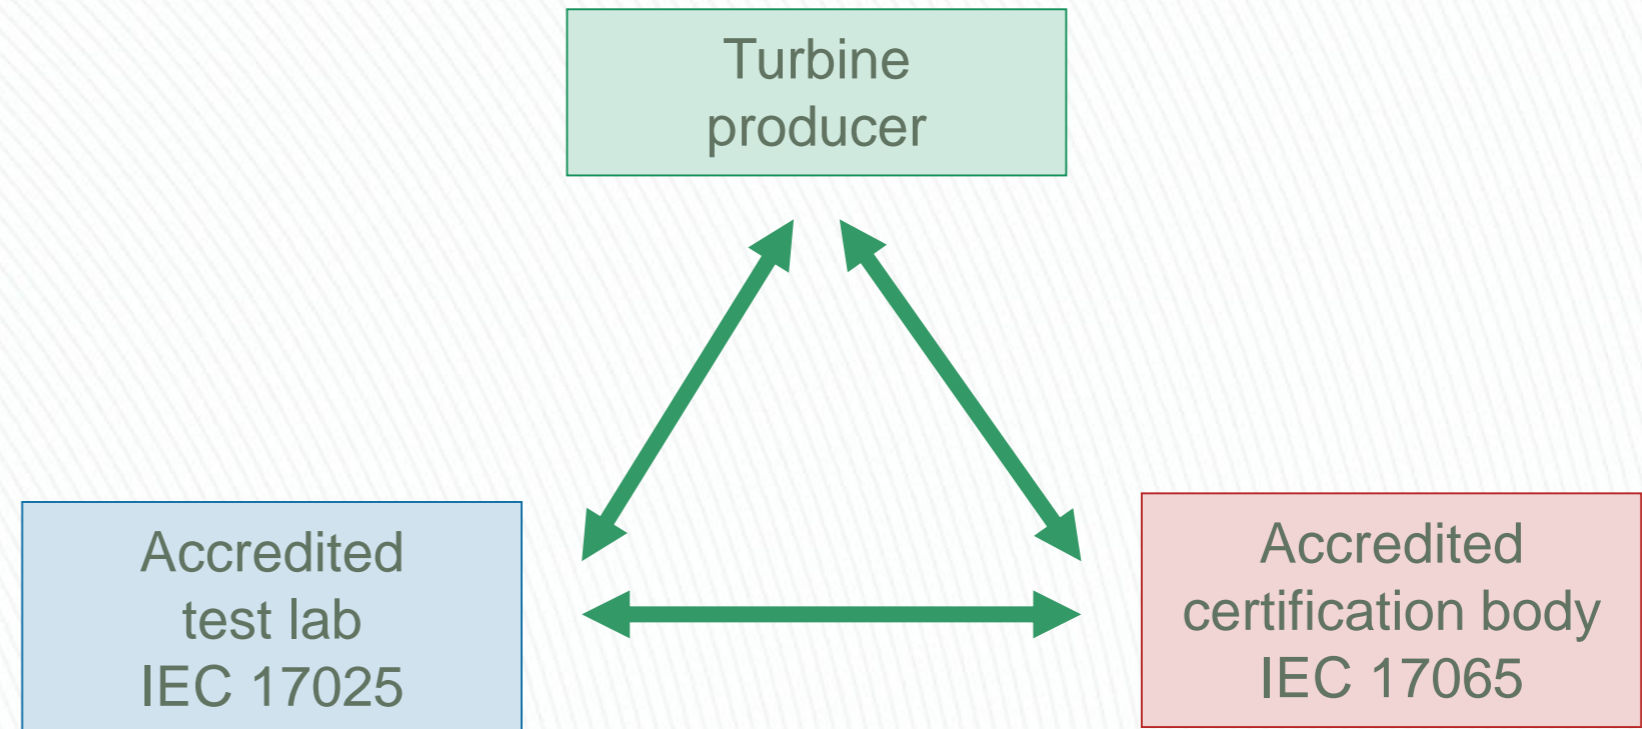 Turbine
producer
Accredited
test lab
IEC 17025
Accredited
certification body
IEC 17065